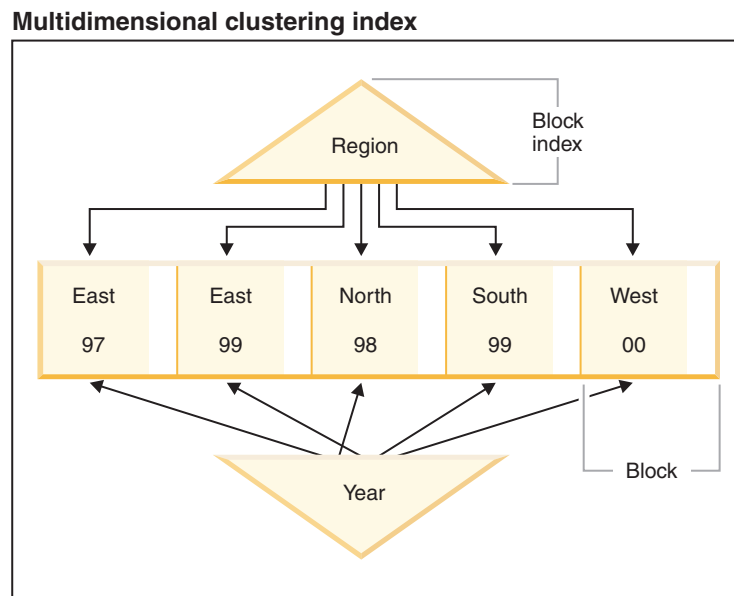 Multidimensional clustering index
Region
Block
index
East
East
North
South
West
97
99
98
99
00
Block
Year